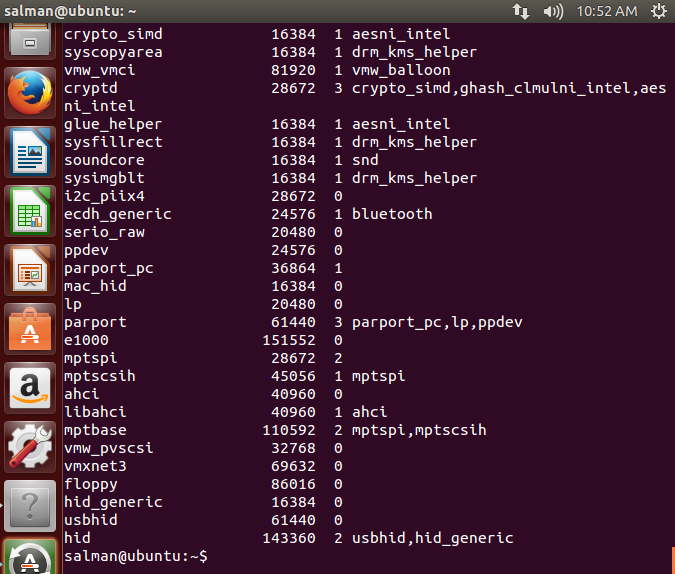 salman@ubuntu: ~ 10:52 AM
crypto_simd 16384 1 aesni_intel
syscopyarea 16384 1 drm_kms_helper
vmw_vmci 81920 1 vmw_balloon
cryptd 28672 3 crypto_simd,ghash_clmulni_intel,aes
ni_intel
glue_helper 16384 1 aesni_intel
sysfillrect 16384 1 drm_kms_helper
soundcore 16384 1 snd
sysimgblt 16384 1 drm_kms_helper
i2c_piix4 28672 0
ecdh_generic 24576 1 bluetooth
serio_raw 20480 0
ppdev 24576 0
parport_pc 36864 1
mac_hid 16384 0
lp 20480 0
parport 61440 3 parport_pc,lp,ppdev
e1000 151552 0
mptspi 28672 2
mptscsih 45056 1 mptspi
ahci 40960 0
libahci 40960 1 ahci
mptbase 110592 2 mptspi,mptscsih
vmw_pvscsi 32768 0
vmxnet3 69632 0
floppy 86016 0
hid_generic 16384 0
usbhid 61440 0
hid 143360 2 usbhid,hid_generic
salman@ubuntu:~$